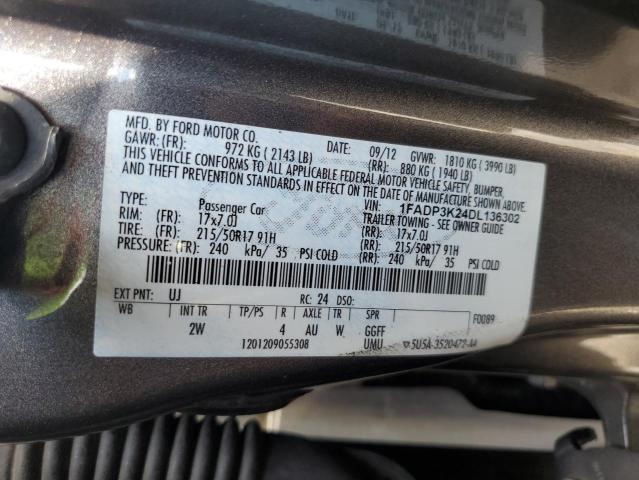 MFD. BY FORD MOTOR CO. DATE: 09/12 GVWR: 1810 KG ( 3990 LB)
GAWR: (FR): 972 KG ( 2143 LB) (RR): 880 KG ( 1940 LB)
THIS VEHICLE CONFORMS TO ALL APPLICABLE FEDERAL MOTOR VEHICLE SAFETY, BUMPER,
AND THEFT PREVENTION STANDARDS IN EFFECT ON THE DATE OF MANUFACTURE SHOWN ABOVE.
VIN: 1FADP3K24DL136302
TYPE: Passenger Car TRAILER TOWING - SEE OWNER GUIDE
RIM: (FR): 17x7.0J (RR): 17x7.0J
TIRE: (FR): 215/50R17 91H (RR): 215/50R17 91H
PRESSURE: (FR): 240 kPa/ 35 PSI COLD (RR): 240 kPa/ 35 PSI COLD
EXT PNT: UJ RC: 24 DSO: F0089
WB INT TR TP/PS R AXLE TR SPR
2W 4 AU W GGFF
1201209055308 UMU 5U5A-3520472-AA